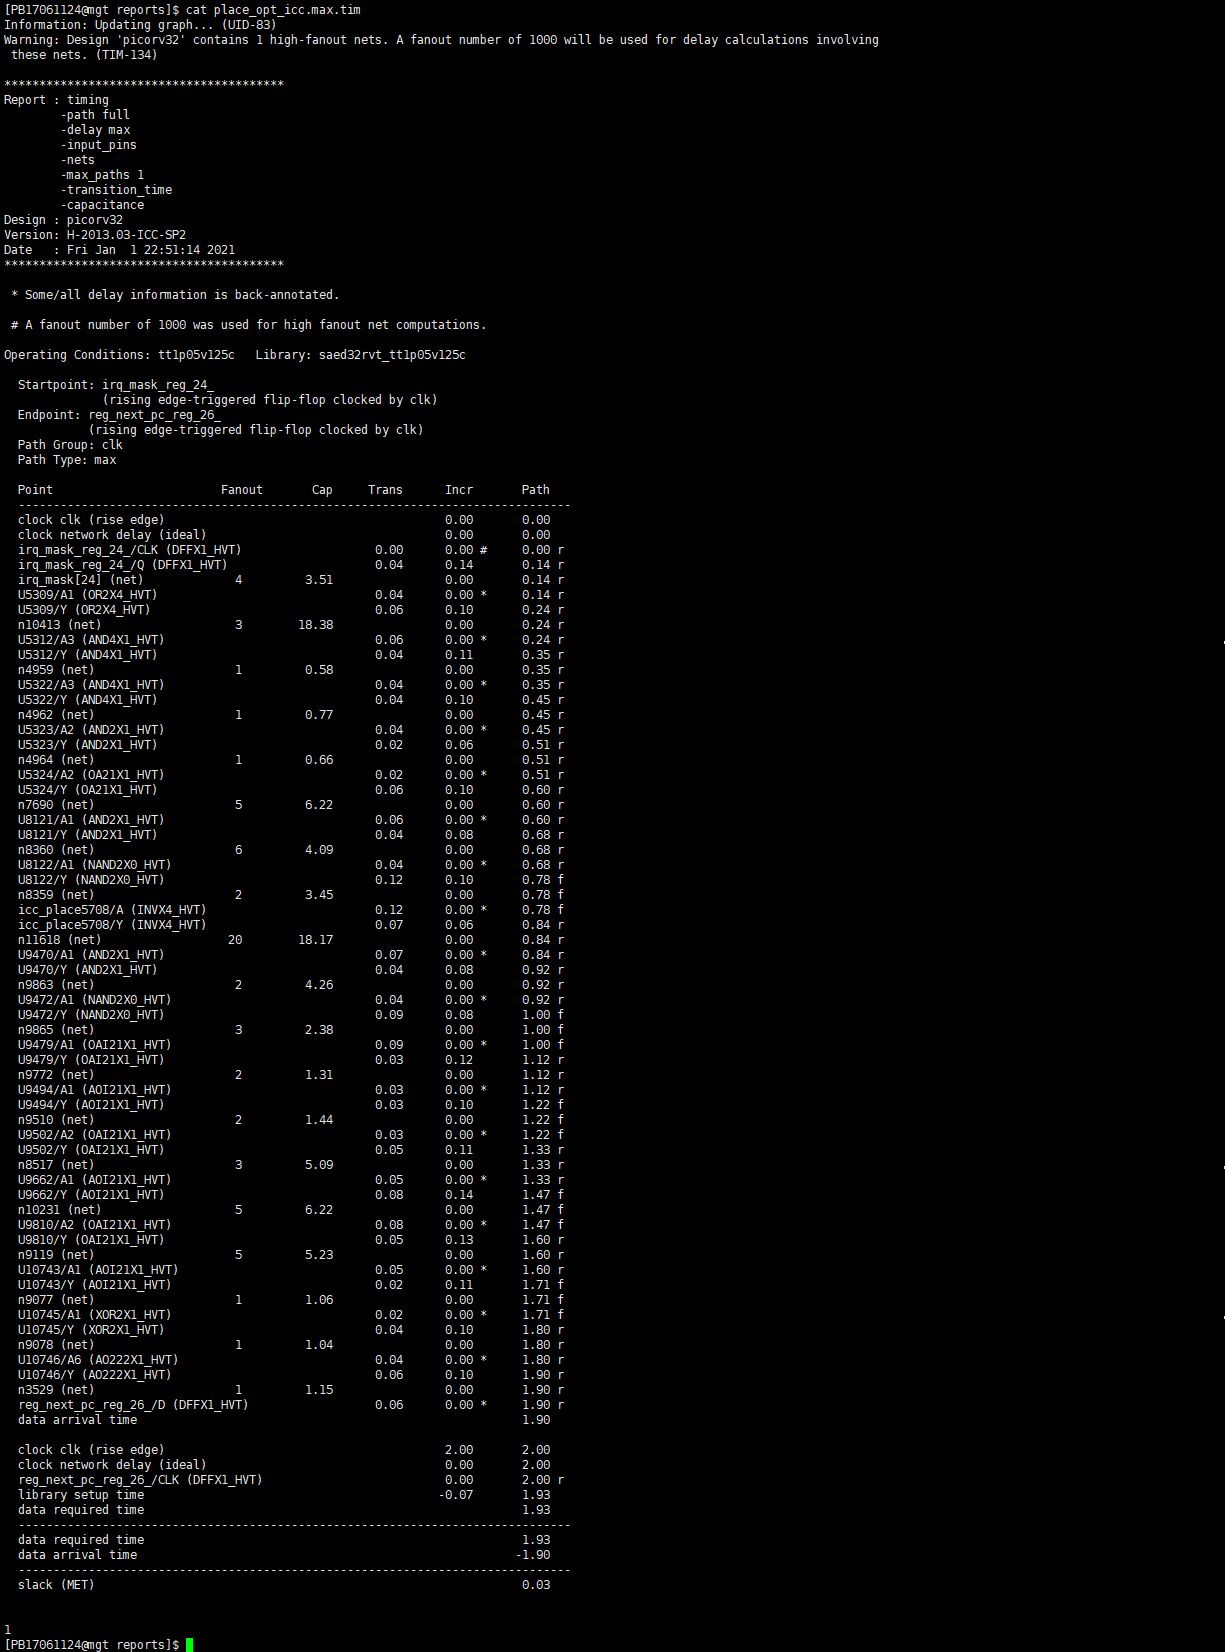 [PB17061124@mgt reports]$ cat place_opt_icc.max.tim
Information: Updating graph... (UID-83)
Warning: Design 'picorv32' contains 1 high-fanout nets. A fanout number of 1000 will be used for delay calculations involving
 these nets. (TIM-134)
****************************************
Report : timing
        -path full
        -delay max
        -input_pins
        -nets
        -max_paths 1
        -transition_time
        -capacitance
Design : picorv32
Version: H-2013.03-ICC-SP2
Date   : Fri Jan  1 22:51:14 2021
****************************************
 * Some/all delay information is back-annotated.
 # A fanout number of 1000 was used for high fanout net computations.
Operating Conditions: tt1p05v125c   Library: saed32rvt_tt1p05v125c
  Startpoint: irq_mask_reg_24_
              (rising edge-triggered flip-flop clocked by clk)
  Endpoint: reg_next_pc_reg_26_
            (rising edge-triggered flip-flop clocked by clk)
  Path Group: clk
  Path Type: max
  Point                        Fanout       Cap     Trans      Incr       Path
  -------------------------------------------------------------------------------
  clock clk (rise edge)                                        0.00       0.00
  clock network delay (ideal)                                  0.00       0.00
  irq_mask_reg_24_/CLK (DFFX1_HVT)                   0.00      0.00 #     0.00 r
  irq_mask_reg_24_/Q (DFFX1_HVT)                     0.04      0.14       0.14 r
  irq_mask[24] (net)             4         3.51                0.00       0.14 r
  U5309/A1 (OR2X4_HVT)                               0.04      0.00 *     0.14 r
  U5309/Y (OR2X4_HVT)                                0.06      0.10       0.24 r
  n10413 (net)                   3        18.38                0.00       0.24 r
  U5312/A3 (AND4X1_HVT)                              0.06      0.00 *     0.24 r
  U5312/Y (AND4X1_HVT)                               0.04      0.11       0.35 r
  n4959 (net)                    1         0.58                0.00       0.35 r
  U5322/A3 (AND4X1_HVT)                              0.04      0.00 *     0.35 r
  U5322/Y (AND4X1_HVT)                               0.04      0.10       0.45 r
  n4962 (net)                    1         0.77                0.00       0.45 r
  U5323/A2 (AND2X1_HVT)                              0.04      0.00 *     0.45 r
  U5323/Y (AND2X1_HVT)                               0.02      0.06       0.51 r
  n4964 (net)                    1         0.66                0.00       0.51 r
  U5324/A2 (OA21X1_HVT)                              0.02      0.00 *     0.51 r
  U5324/Y (OA21X1_HVT)                               0.06      0.10       0.60 r
  n7690 (net)                    5         6.22                0.00       0.60 r
  U8121/A1 (AND2X1_HVT)                              0.06      0.00 *     0.60 r
  U8121/Y (AND2X1_HVT)                               0.04      0.08       0.68 r
  n8360 (net)                    6         4.09                0.00       0.68 r
  U8122/A1 (NAND2X0_HVT)                             0.04      0.00 *     0.68 r
  U8122/Y (NAND2X0_HVT)                              0.12      0.10       0.78 f
  n8359 (net)                    2         3.45                0.00       0.78 f
  icc_place5708/A (INVX4_HVT)                        0.12      0.00 *     0.78 f
  icc_place5708/Y (INVX4_HVT)                        0.07      0.06       0.84 r
  n11618 (net)                  20        18.17                0.00       0.84 r
  U9470/A1 (AND2X1_HVT)                              0.07      0.00 *     0.84 r
  U9470/Y (AND2X1_HVT)                               0.04      0.08       0.92 r
  n9863 (net)                    2         4.26                0.00       0.92 r
  U9472/A1 (NAND2X0_HVT)                             0.04      0.00 *     0.92 r
  U9472/Y (NAND2X0_HVT)                              0.09      0.08       1.00 f
  n9865 (net)                    3         2.38                0.00       1.00 f
  U9479/A1 (OAI21X1_HVT)                             0.09      0.00 *     1.00 f
  U9479/Y (OAI21X1_HVT)                              0.03      0.12       1.12 r
  n9772 (net)                    2         1.31                0.00       1.12 r
  U9494/A1 (AOI21X1_HVT)                             0.03      0.00 *     1.12 r
  U9494/Y (AOI21X1_HVT)                              0.03      0.10       1.22 f
  n9510 (net)                    2         1.44                0.00       1.22 f
  U9502/A2 (OAI21X1_HVT)                             0.03      0.00 *     1.22 f
  U9502/Y (OAI21X1_HVT)                              0.05      0.11       1.33 r
  n8517 (net)                    3         5.09                0.00       1.33 r
  U9662/A1 (AOI21X1_HVT)                             0.05      0.00 *     1.33 r
  U9662/Y (AOI21X1_HVT)                              0.08      0.14       1.47 f
  n10231 (net)                   5         6.22                0.00       1.47 f
  U9810/A2 (OAI21X1_HVT)                             0.08      0.00 *     1.47 f
  U9810/Y (OAI21X1_HVT)                              0.05      0.13       1.60 r
  n9119 (net)                    5         5.23                0.00       1.60 r
  U10743/A1 (AOI21X1_HVT)                            0.05      0.00 *     1.60 r
  U10743/Y (AOI21X1_HVT)                             0.02      0.11       1.71 f
  n9077 (net)                    1         1.06                0.00       1.71 f
  U10745/A1 (XOR2X1_HVT)                             0.02      0.00 *     1.71 f
  U10745/Y (XOR2X1_HVT)                              0.04      0.10       1.80 r
  n9078 (net)                    1         1.04                0.00       1.80 r
  U10746/A6 (AO222X1_HVT)                            0.04      0.00 *     1.80 r
  U10746/Y (AO222X1_HVT)                             0.06      0.10       1.90 r
  n3529 (net)                    1         1.15                0.00       1.90 r
  reg_next_pc_reg_26_/D (DFFX1_HVT)                  0.06      0.00 *     1.90 r
  data arrival time                                                       1.90
  clock clk (rise edge)                                        2.00       2.00
  clock network delay (ideal)                                  0.00       2.00
  reg_next_pc_reg_26_/CLK (DFFX1_HVT)                          0.00       2.00 r
  library setup time                                          -0.07       1.93
  data required time                                                      1.93
  -------------------------------------------------------------------------------
  data required time                                                      1.93
  data arrival time                                                      -1.90
  -------------------------------------------------------------------------------
  slack (MET)                                                             0.03
1
[PB17061124@mgt reports]$